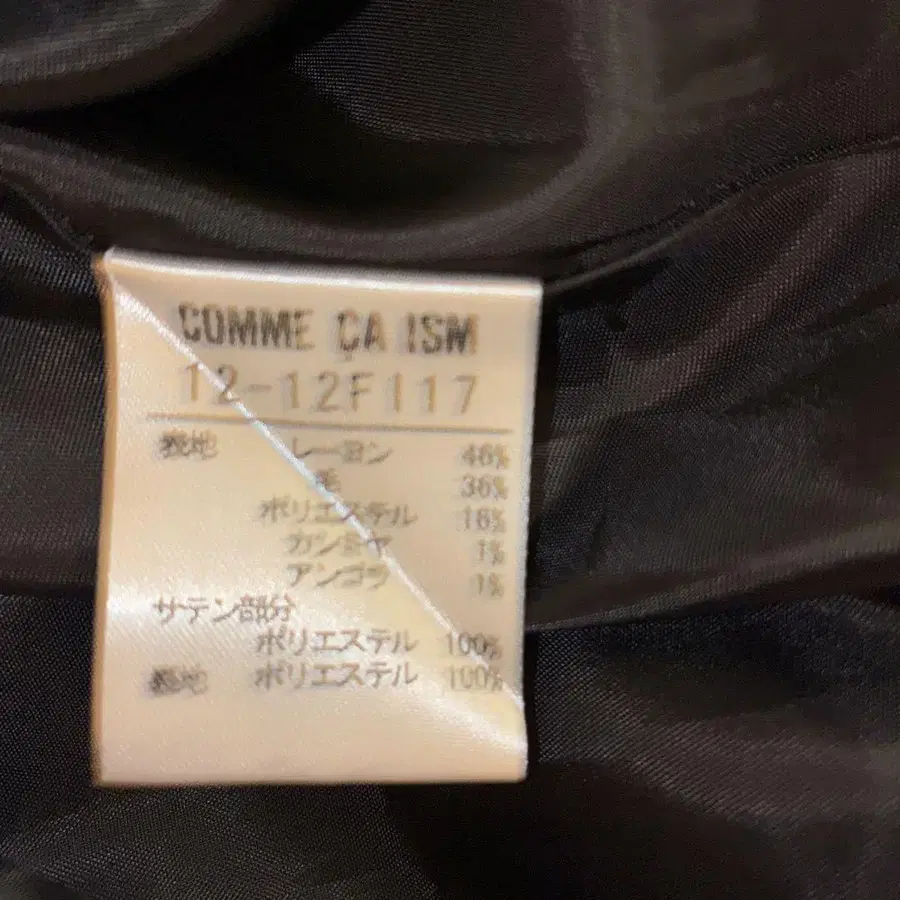 COMME ÇA ISM
12-12FI17
表地 レーヨン 46%
毛 36%
ポリエステル 16%
カシミヤ 1%
アンゴラ 1%
サテン部分
ポリエステル 100%
裏地 ポリエステル 100%